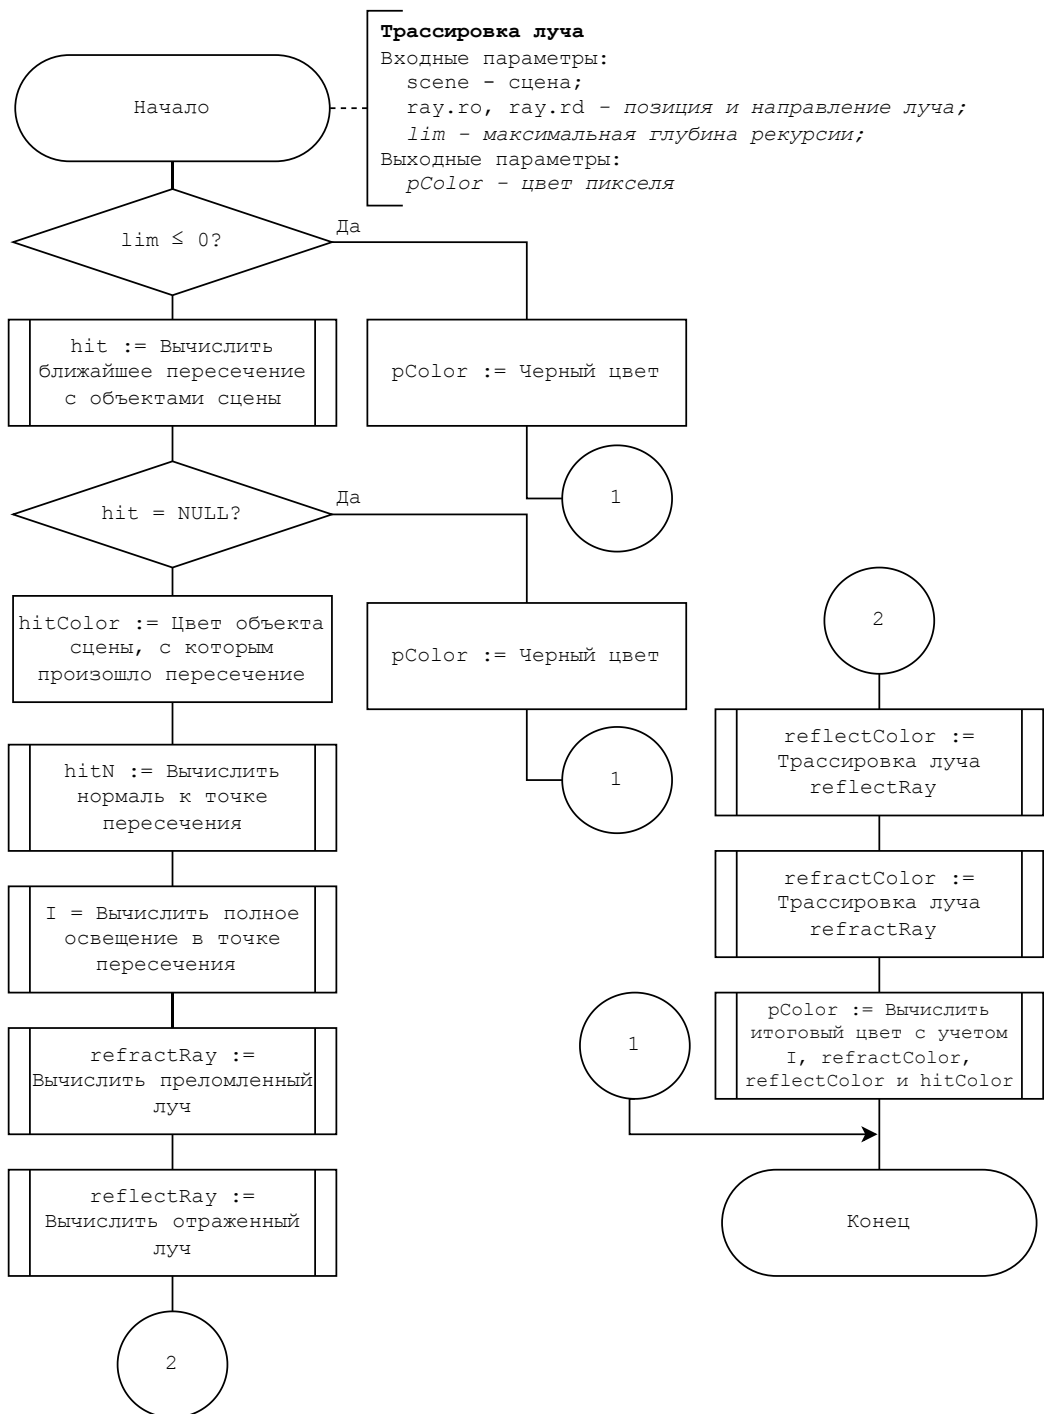 Трассировка луча
Входные параметры:
scene - сцена;
ray.ro, ray.rd - позиция и направление луча;
lim - максимальная глубина рекурсии;
Выходные параметры:
pColor - цвет пикселя
Начало
lim ≤ 0?
Да
hit := Вычислить
ближайшее пересечение
с объектами сцены
pColor := Черный цвет
1
hit = NULL?
Да
hitColor := Цвет объекта
сцены, с которым
произошло пересечение
pColor := Черный цвет
1
hitN := Вычислить
нормаль к точке
пересечения
I = Вычислить полное
освещение в точке
пересечения
refractRay :=
Вычислить преломленный
луч
reflectRay :=
Вычислить отраженный
луч
2
2
reflectColor :=
Трассировка луча
reflectRay
refractColor :=
Трассировка луча
refractRay
pColor := Вычислить
итоговый цвет с учетом
I, refractColor,
reflectColor и hitColor
1
Конец